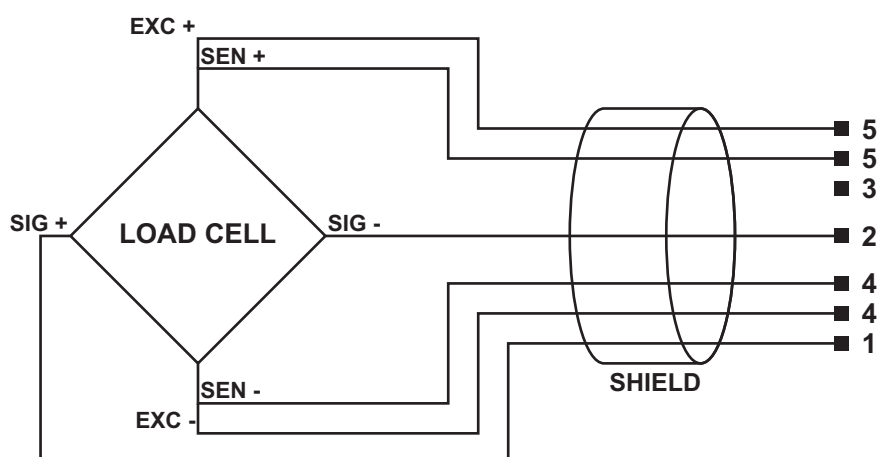 EXC +
SEN +
5
5
3
SIG +
LOAD CELL
SIG -
2
4
4
1
SHIELD
SEN -
EXC -